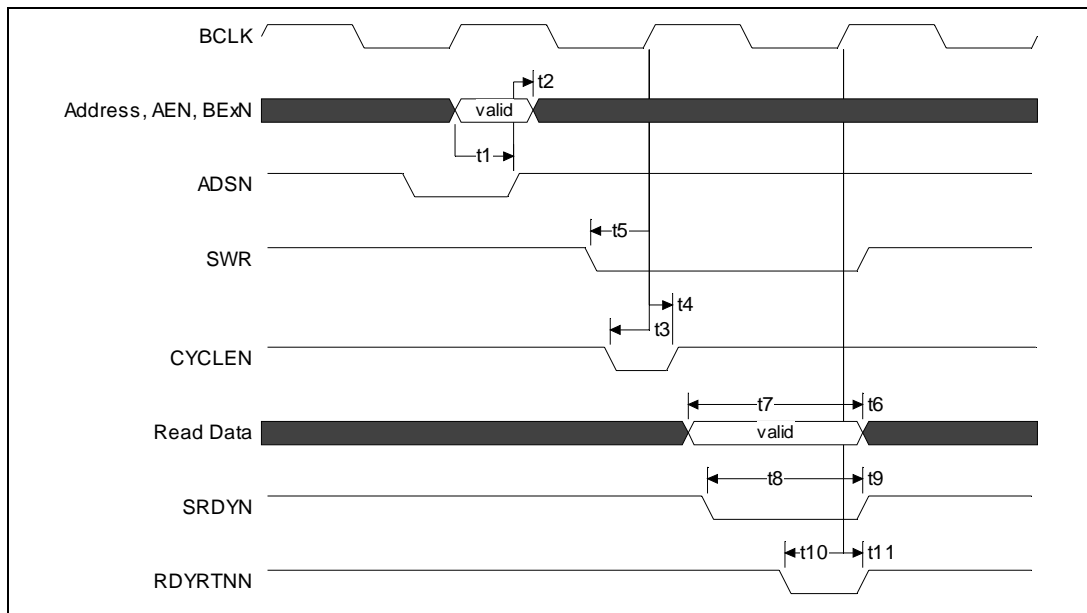 BCLK
t2
Address, AEN, BExN
valid
t1
ADSN
t5
SWR
t4
t3
CYCLEN
t7 t6
Read Data
valid
t8 t9
SRDYN
t10 t11
RDYRTNN